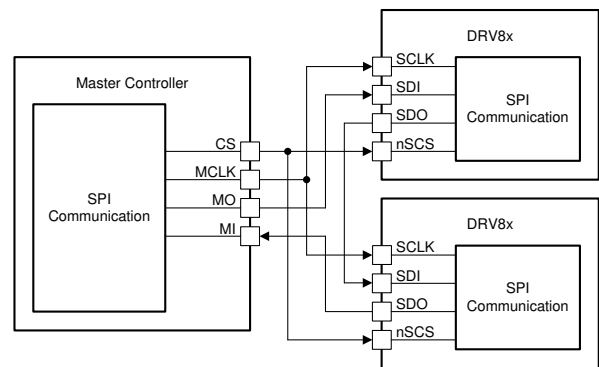 Master Controller
SPI
Communication
CS
MCLK
MO
MI
DRV8x
SCLK
SDI
SDO
nSCS
SPI
Communication
DRV8x
SCLK
SDI
SDO
nSCS
SPI
Communication